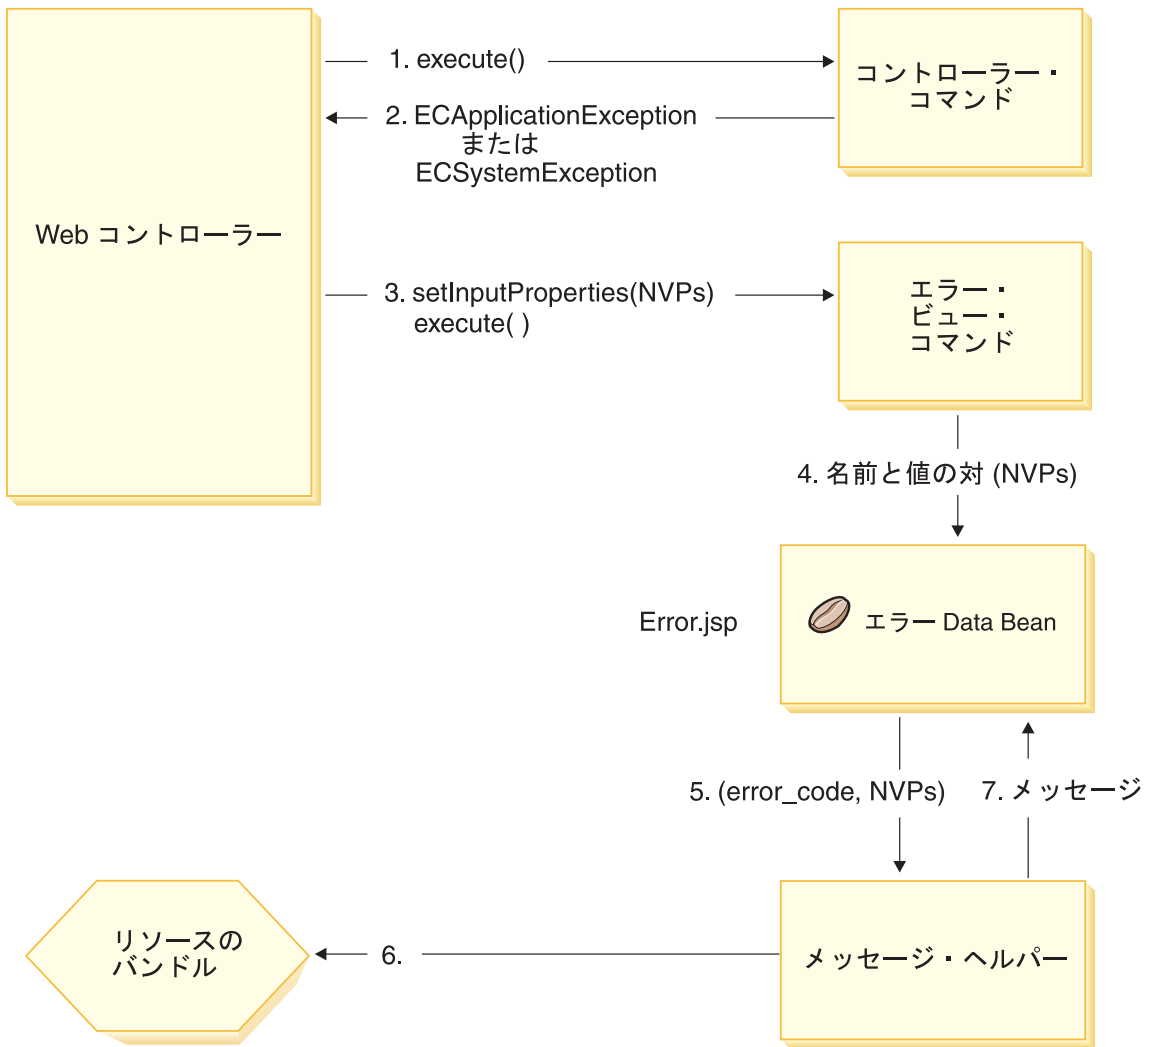 1. execute()
コントローラー・
コマンド
2. ECApplicationException
または
ECSystemException
Web コントローラー
3. setInputProperties(NVPs)
execute( )
エラー・
ビュー・
コマンド
4. 名前と値の対 (NVPs)
Error.jsp
エラー Data Bean
5. (error_code, NVPs)
7. メッセージ
リソースの
バンドル
6.
メッセージ・ヘルパー